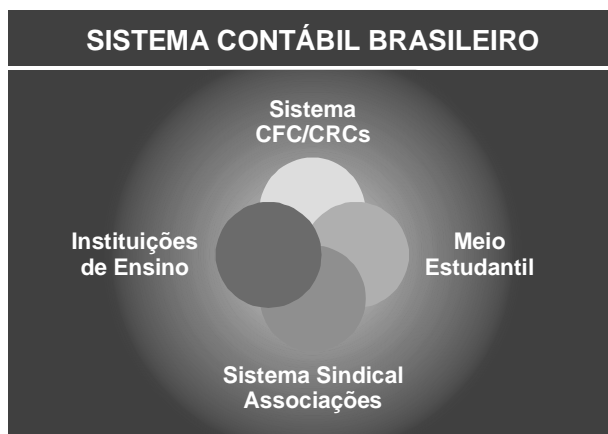 SISTEMA CONTÁBIL BRASILEIRO
Sistema
CFC/CRCs
Instituições
de Ensino
Meio
Estudantil
Sistema Sindical
Associações